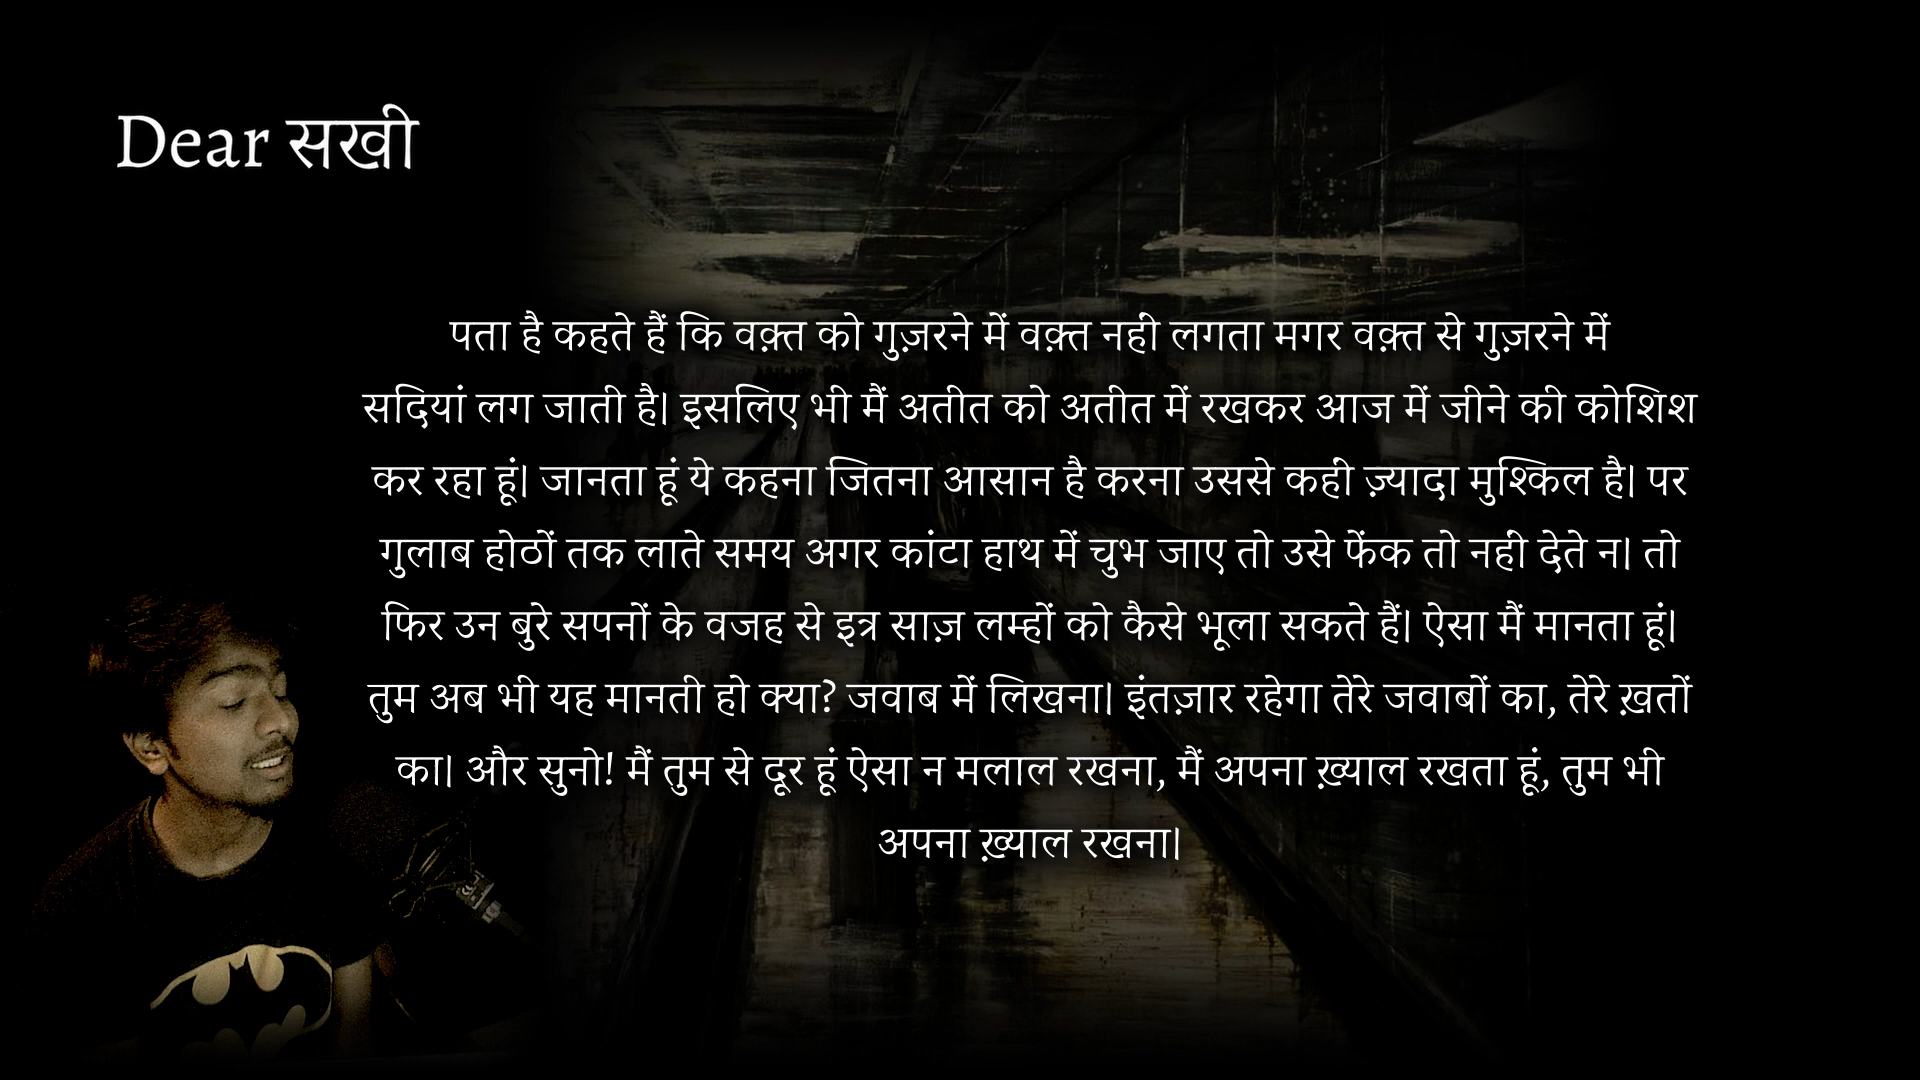 Dear सखी
पता है कहते हैं कि वक़्त को गुज़रने में वक़्त नहीं लगता मगर वक़्त से गुज़रने में
सदियां लग जाती है। इसलिए भी मैं अतीत को अतीत में रखकर आज में जीने की कोशिश
कर रहा हूं। जानता हूं ये कहना जितना आसान है करना उससे कहीं ज़्यादा मुश्किल है। पर
गुलाब होठों तक लाते समय अगर कांटा हाथ में चुभ जाए तो उसे फेंक तो नहीं देते न। तो
फिर उन बुरे सपनों के वजह से इत्र साज़ लम्हों को कैसे भूला सकते हैं। ऐसा मैं मानता हूं।
तुम अब भी यह मानती हो क्या? जवाब में लिखना। इंतज़ार रहेगा तेरे जवाबों का, तेरे ख़तों
का। और सुनो! मैं तुम से दूर हूं ऐसा न मलाल रखना, मैं अपना ख़्याल रखता हूं, तुम भी
अपना ख़्याल रखना।